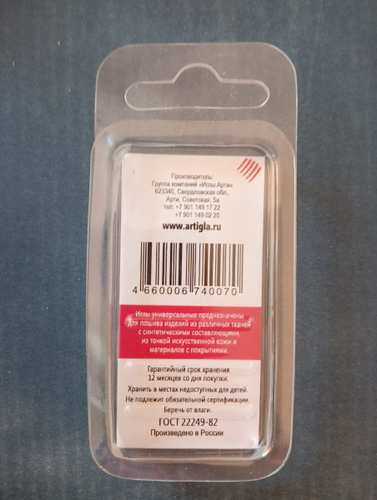 Производитель:
Группа компаний «Иглы Арти»
623340, Свердловская обл.,
Арти, Советская, 5а
тел: +7 901 149 17 22
+7 901 149 02 25
www.artigla.ru
4 660006 740070
Иглы универсальные предназначены
для пошива изделий из различных тканей
с синтетическими составляющими,
из тонкой искусственной кожи и
материалов с покрытиями.
Гарантийный срок хранения
12 месяцев со дня покупки.
Хранить в местах недоступных для детей.
Не подлежит обязательной сертификации.
Беречь от влаги.
ГОСТ 22249-82
Произведено в России